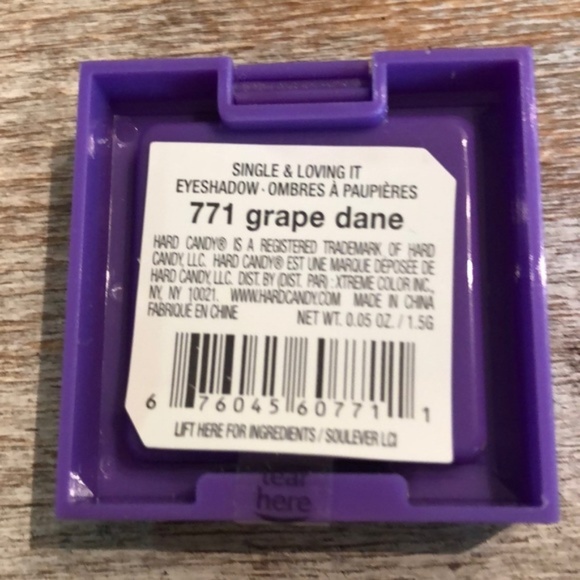 SINGLE & LOVING IT
EYESHADOW · OMBRES À PAUPIÈRES
771 grape dane
HARD CANDY® IS A REGISTERED TRADEMARK OF HARD
CANDY, LLC. HARD CANDY® EST UNE MARQUE DÉPOSÉE DE
HARD CANDY, LLC. DIST. BY (DIST. PAR) : XTREME COLOR INC.,
NY, NY 10021. WWW.HARDCANDY.COM MADE IN CHINA
FABRIQUÉ EN CHINE NET WT. 0.05 OZ. / 1.5G
6 76045 60771 1
LIFT HERE FOR INGREDIENTS / SOULEVER ICI
tear
here